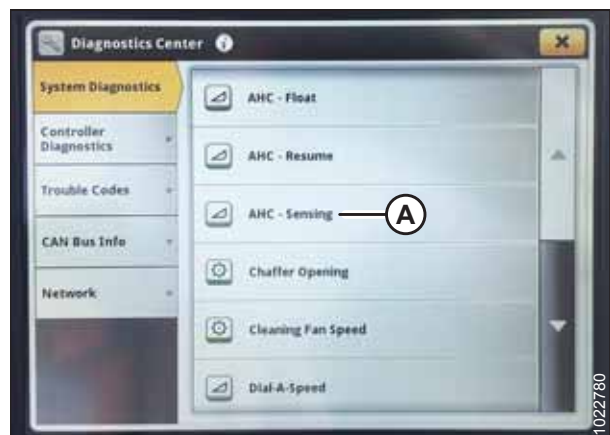 Diagnostics Center
System Diagnostics
Controller
Diagnostics
Trouble Codes
CAN Bus Info
Network
AHC - Float
AHC - Resume
AHC - Sensing
A
Chaffer Opening
Cleaning Fan Speed
Dial-A-Speed
1022780